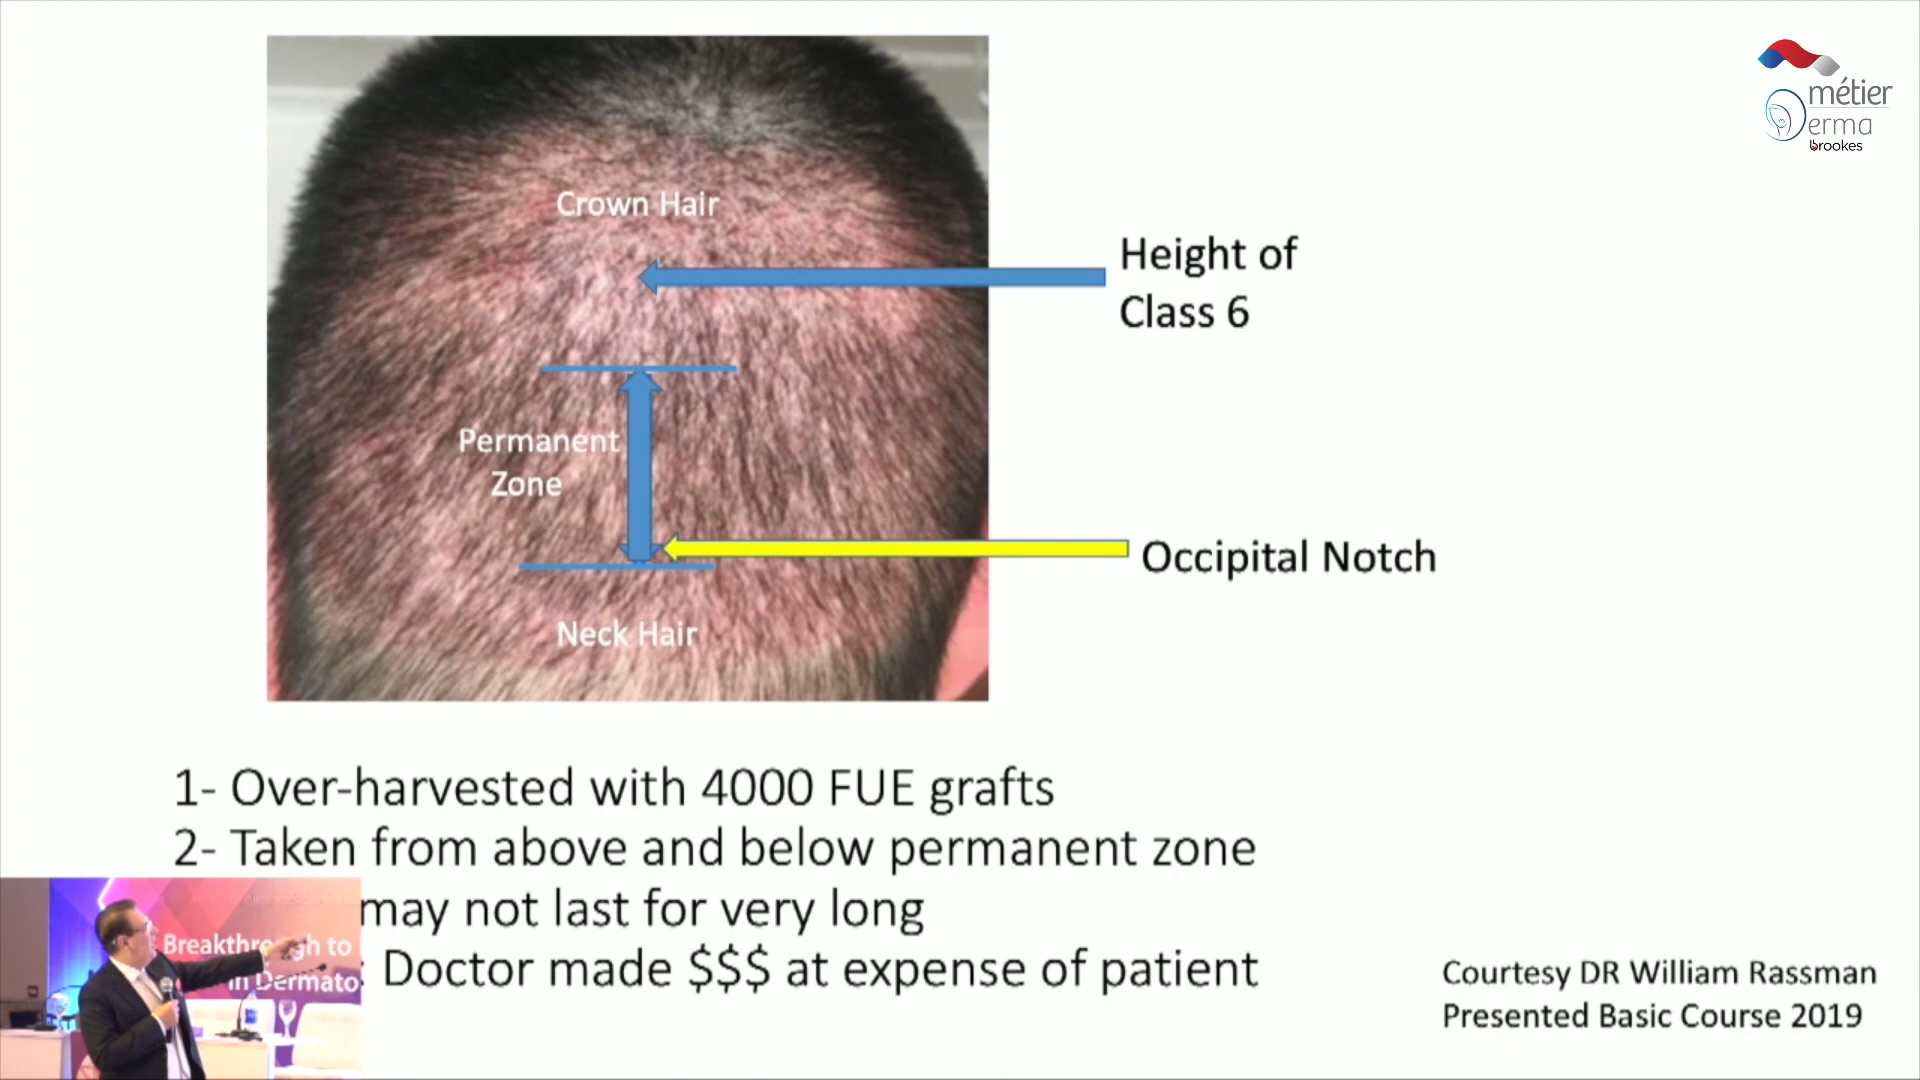 métier
Derma
brookes
Crown Hair
Height of
Class 6
Permanent
Zone
Occipital Notch
Neck Hair
1- Over-harvested with 4000 FUE grafts
2- Taken from above and below permanent zone
may not last for very long
: Doctor made $$$ at expense of patient
Breakthrough to
in Dermato
Courtesy DR William Rassman
Presented Basic Course 2019